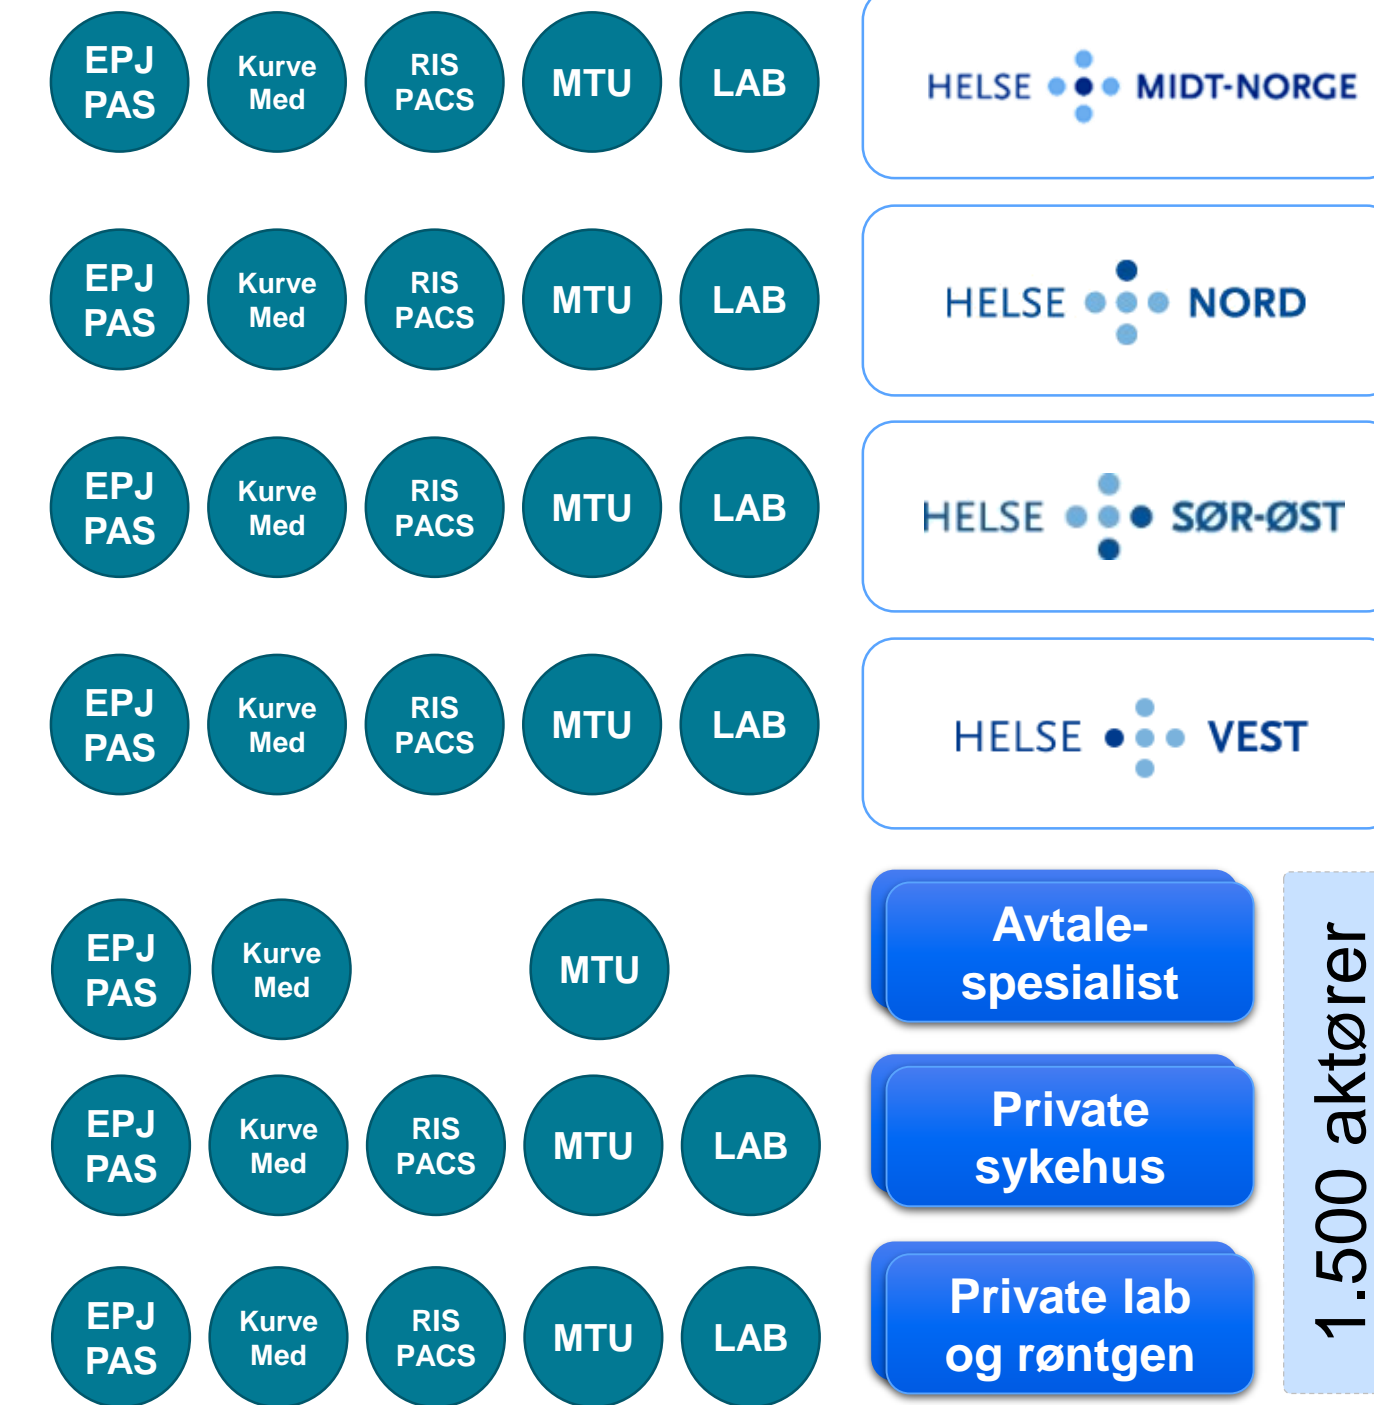 EPJ
PAS
Kurve
Med
RIS
PACS
MTU
LAB
HELSE MIDT-NORGE
EPJ
PAS
Kurve
Med
RIS
PACS
MTU
LAB
HELSE NORD
EPJ
PAS
Kurve
Med
RIS
PACS
MTU
LAB
HELSE SØR-ØST
EPJ
PAS
Kurve
Med
RIS
PACS
MTU
LAB
HELSE VEST
EPJ
PAS
Kurve
Med
MTU
Avtale-
spesialist
EPJ
PAS
Kurve
Med
RIS
PACS
MTU
LAB
Private
sykehus
EPJ
PAS
Kurve
Med
RIS
PACS
MTU
LAB
Private lab
og røntgen
1.500 aktører